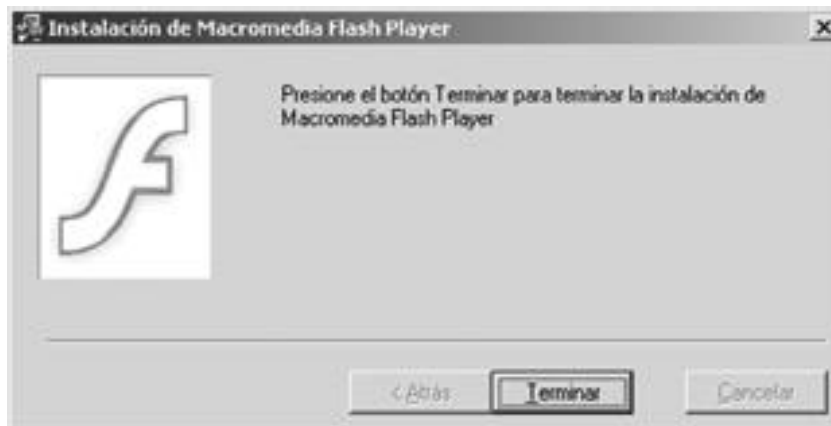 Instalación de Macromedia Flash Player
Presione el botón Terminar para terminar la instalación de
Macromedia Flash Player
< Atrás
Terminar
Cancelar